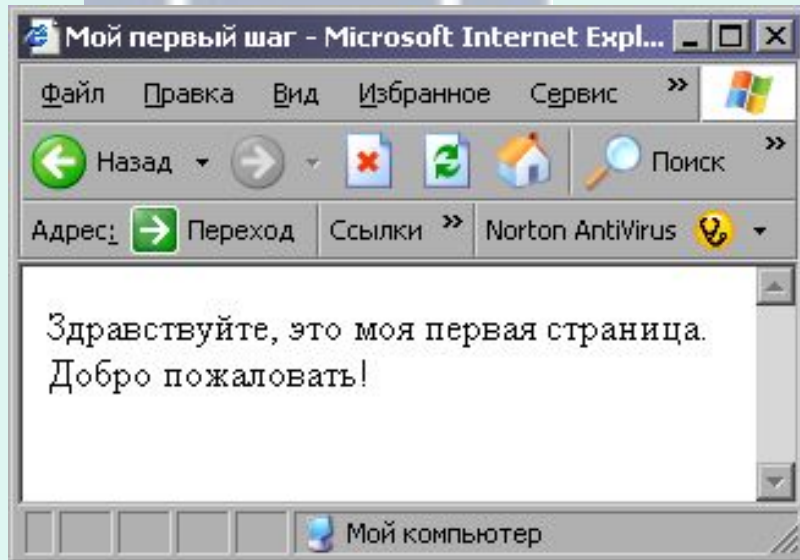 Мой первый шаг - Microsoft Internet Expl...
Файл Правка Вид Избранное Сервис »
Назад Поиск »
Адрес: Переход Ссылки » Norton AntiVirus
Здравствуйте, это моя первая страница.
Добро пожаловать!
Мой компьютер